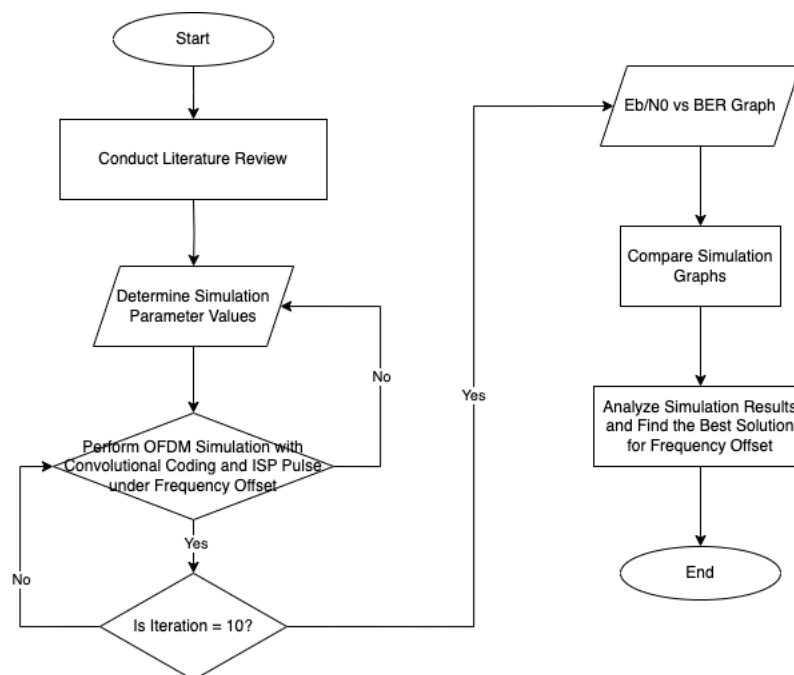 Start
Conduct Literature Review
Determine Simulation
Parameter Values
No
Perform OFDM Simulation with
Convolutional Coding and ISP Pulse
under Frequency Offset
Yes
No
Is Iteration = 10?
Yes
Eb/N0 vs BER Graph
Compare Simulation
Graphs
Analyze Simulation Results
and Find the Best Solution
for Frequency Offset
End